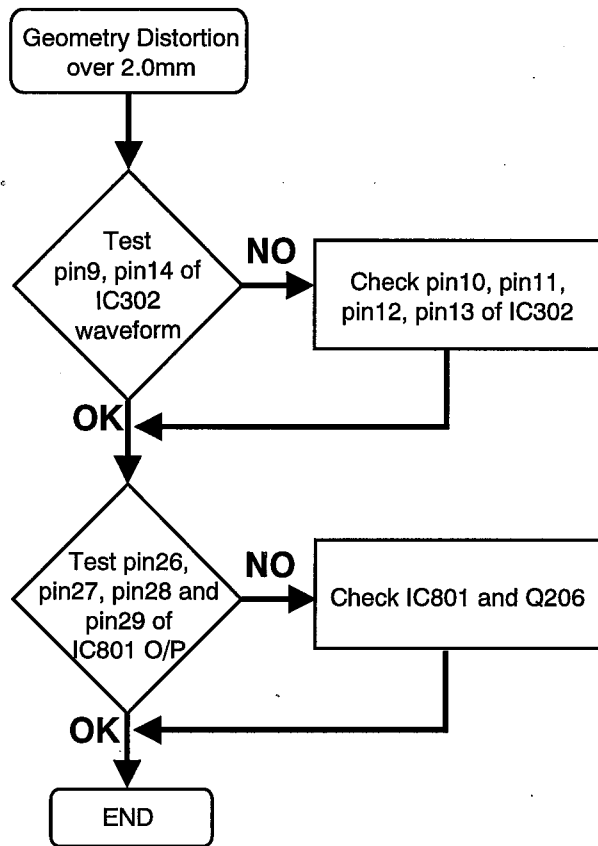 Geometry Distortion
over 2.0mm
Test
pin9, pin14 of
IC302
waveform
NO
Check pin10, pin11,
pin12, pin13 of IC302
OK
Test pin26,
pin27, pin28 and
pin29 of
IC801 O/P
NO
Check IC801 and Q206
OK
END